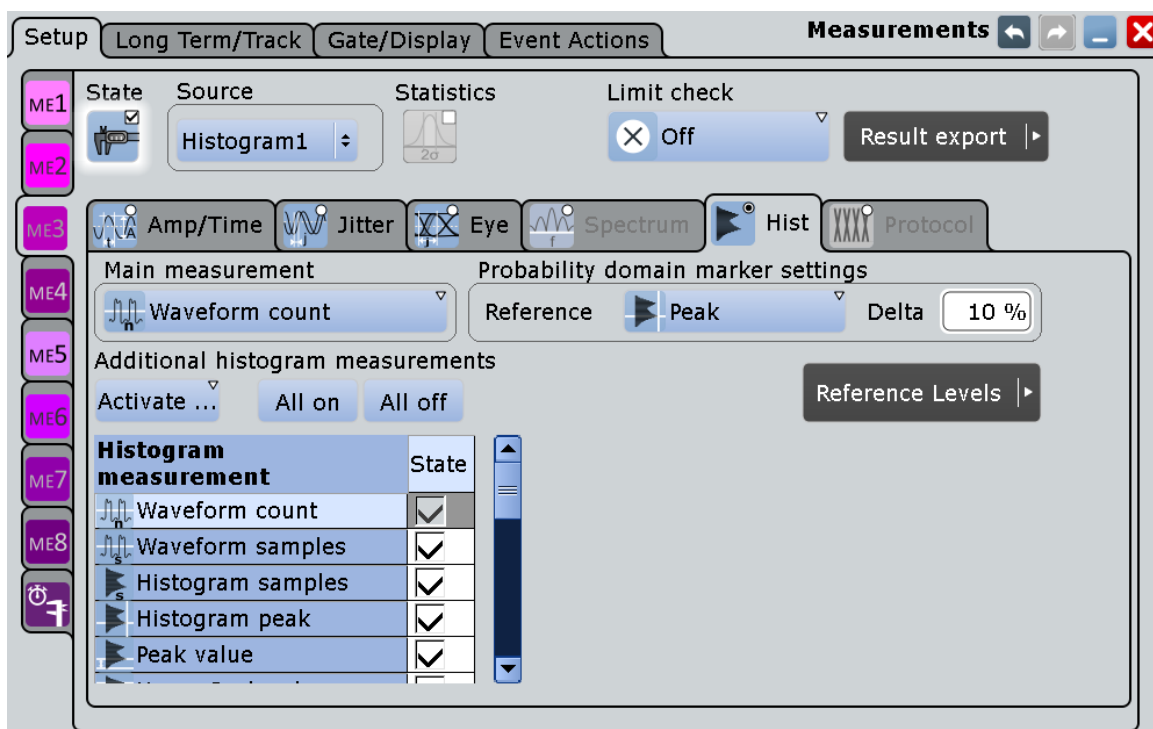 Setup Long Term/Track Gate/Display Event Actions Measurements
ME1 ME2 ME3 ME4 ME5 ME6 ME7 ME8
State Source Statistics Limit check
Histogram1 2σ Off Result export
Amp/Time Jitter Eye Spectrum Hist Protocol
Main measurement Probability domain marker settings
Waveform count Reference Peak Delta 10 %
Additional histogram measurements
Activate ... All on All off Reference Levels
Histogram
measurement State
Waveform count
Waveform samples
Histogram samples
Histogram peak
Peak value